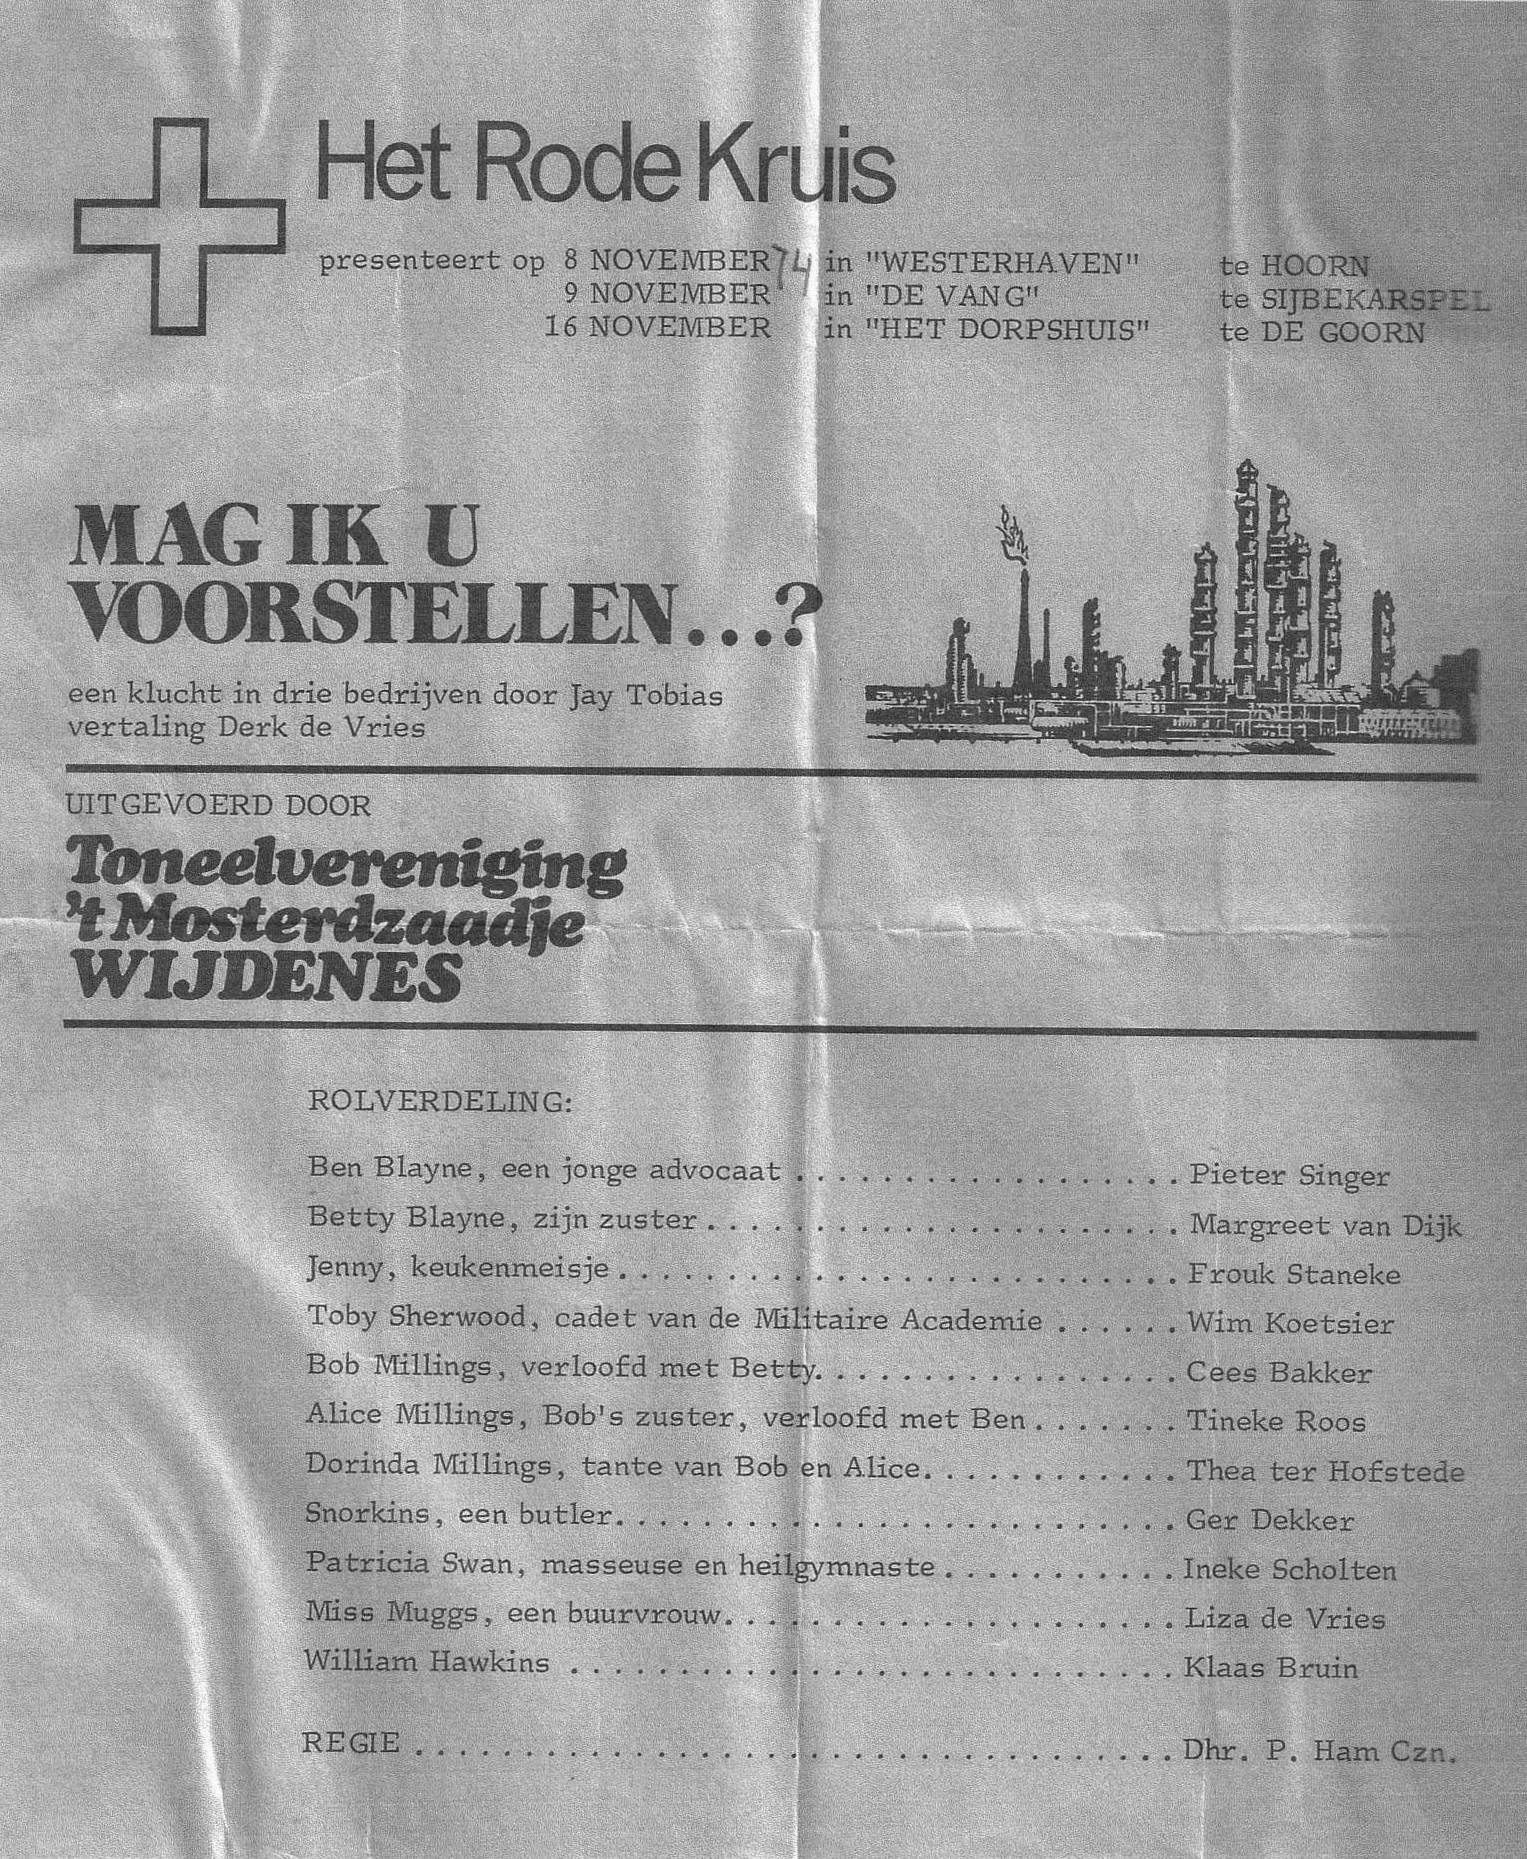 Het Rode Kruis
presenteert op 8 NOVEMBER 74 in "WESTERHAVEN" te HOORN
9 NOVEMBER in "DE VANG" te SIJBEKARSPEL
16 NOVEMBER in "HET DORPSHUIS" te DE GOORN
MAG IK U
VOORSTELLEN...?
een klucht in drie bedrijven door Jay Tobias
vertaling Derk de Vries
UITGEVOERD DOOR
Toneelvereniging
't Mosterdzaadje
WIJDENES
ROLVERDELING:
Ben Blayne, een jonge advocaat .................. Pieter Singer
Betty Blayne, zijn zuster ...................... Margreet van Dijk
Jenny, keukenmeisje .......................... Frouk Staneke
Toby Sherwood, cadet van de Militaire Academie ...... Wim Koetsier
Bob Millings, verloofd met Betty................. Cees Bakker
Alice Millings, Bob's zuster, verloofd met Ben ....... Tineke Roos
Dorinda Millings, tante van Bob en Alice............ Thea ter Hofstede
Snorkins, een butler.......................... Ger Dekker
Patricia Swan, masseuse en heilgymnaste ........... Ineke Scholten
Miss Muggs, een buurvrouw..................... Liza de Vries
William Hawkins ............................ Klaas Bruin
REGIE ................................... Dhr. P. Ham Czn.